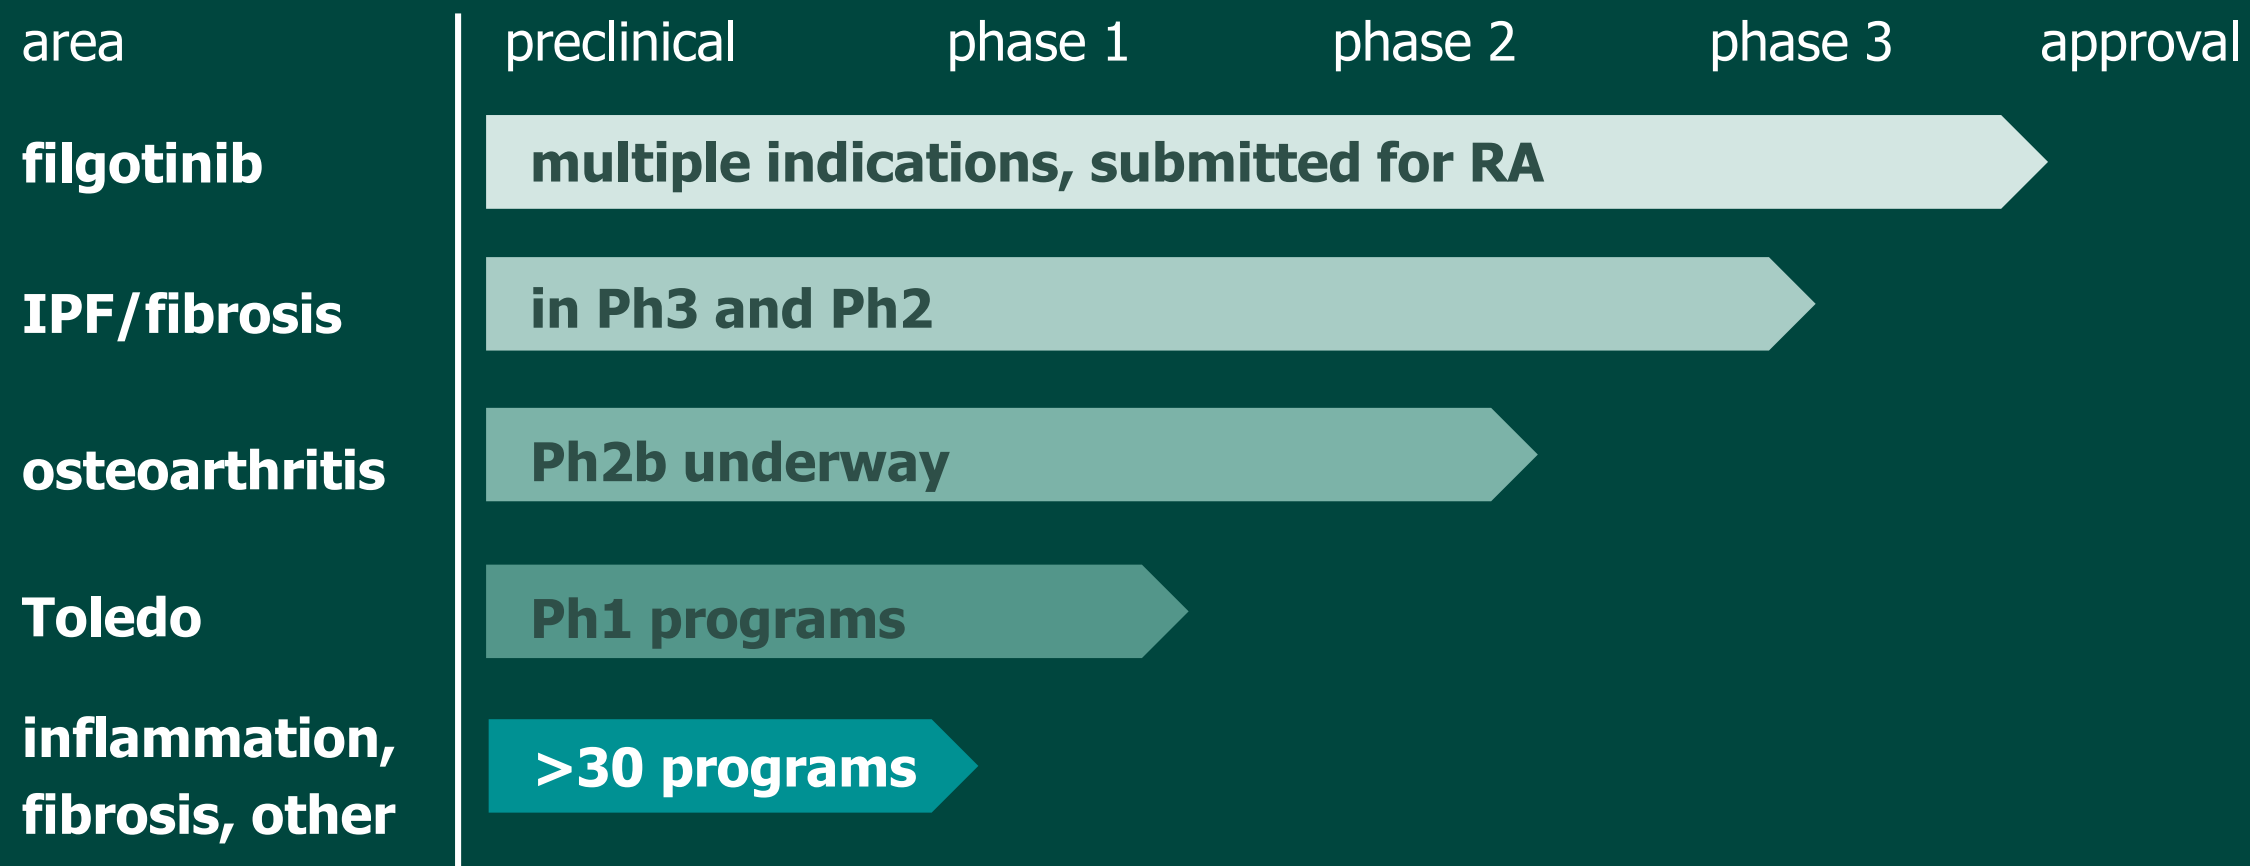 area preclinical phase 1 phase 2 phase 3 approval
filgotinib multiple indications, submitted for RA
IPF/fibrosis in Ph3 and Ph2
osteoarthritis Ph2b underway
Toledo Ph1 programs
inflammation,
fibrosis, other
>30 programs